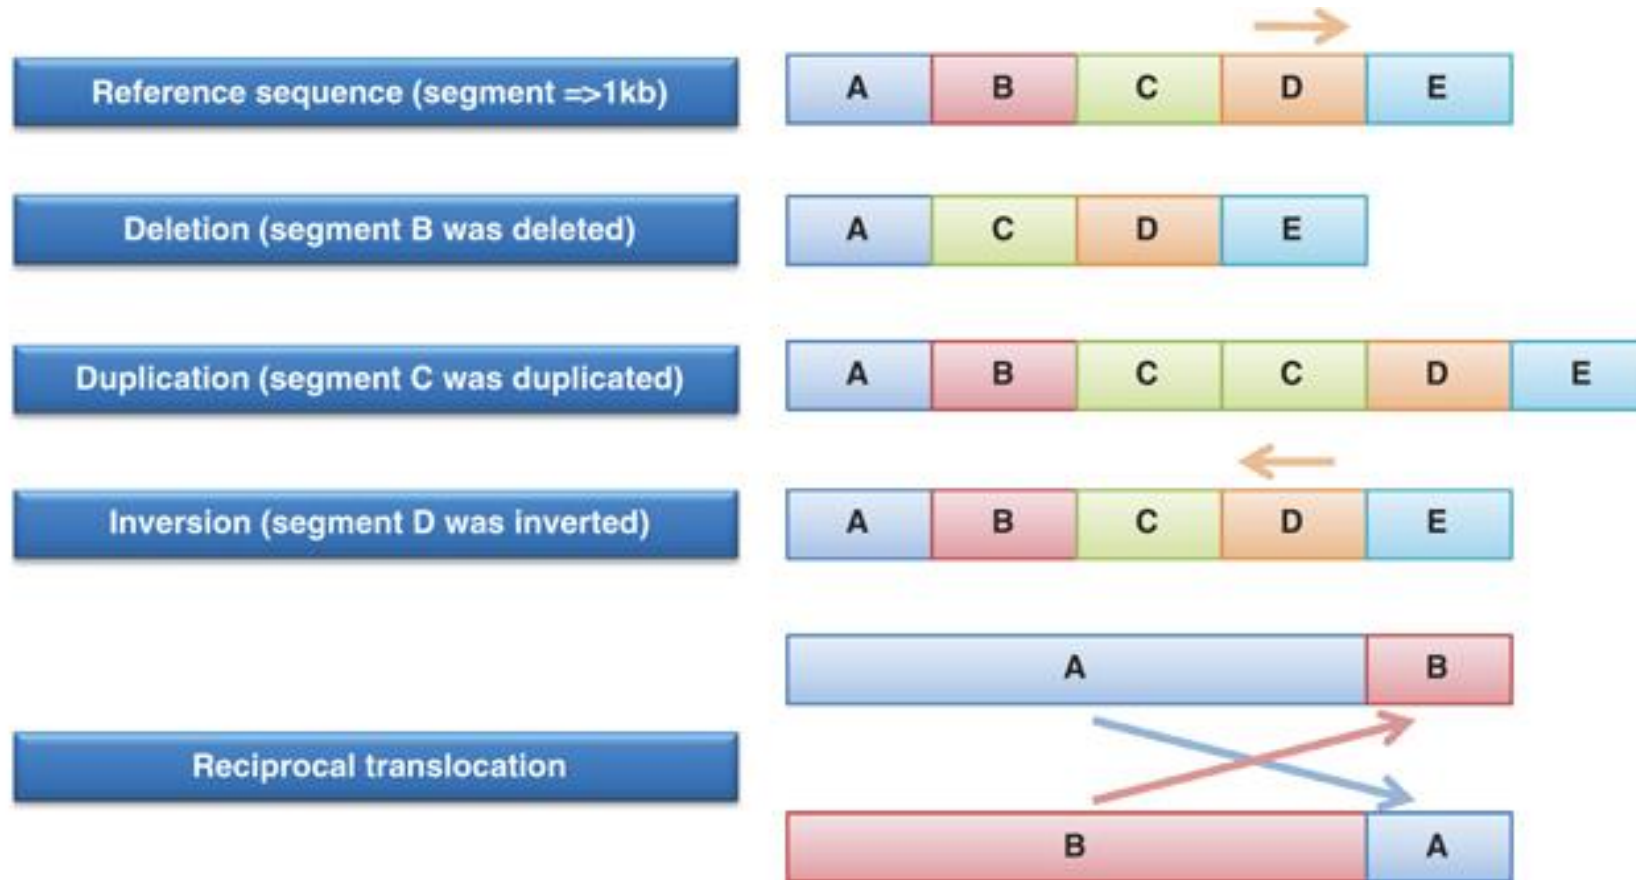 Reference sequence (segment =>1kb)
A B C D E
Deletion (segment B was deleted)
A C D E
Duplication (segment C was duplicated)
A B C C D E
Inversion (segment D was inverted)
A B C D E
A B
Reciprocal translocation
B A